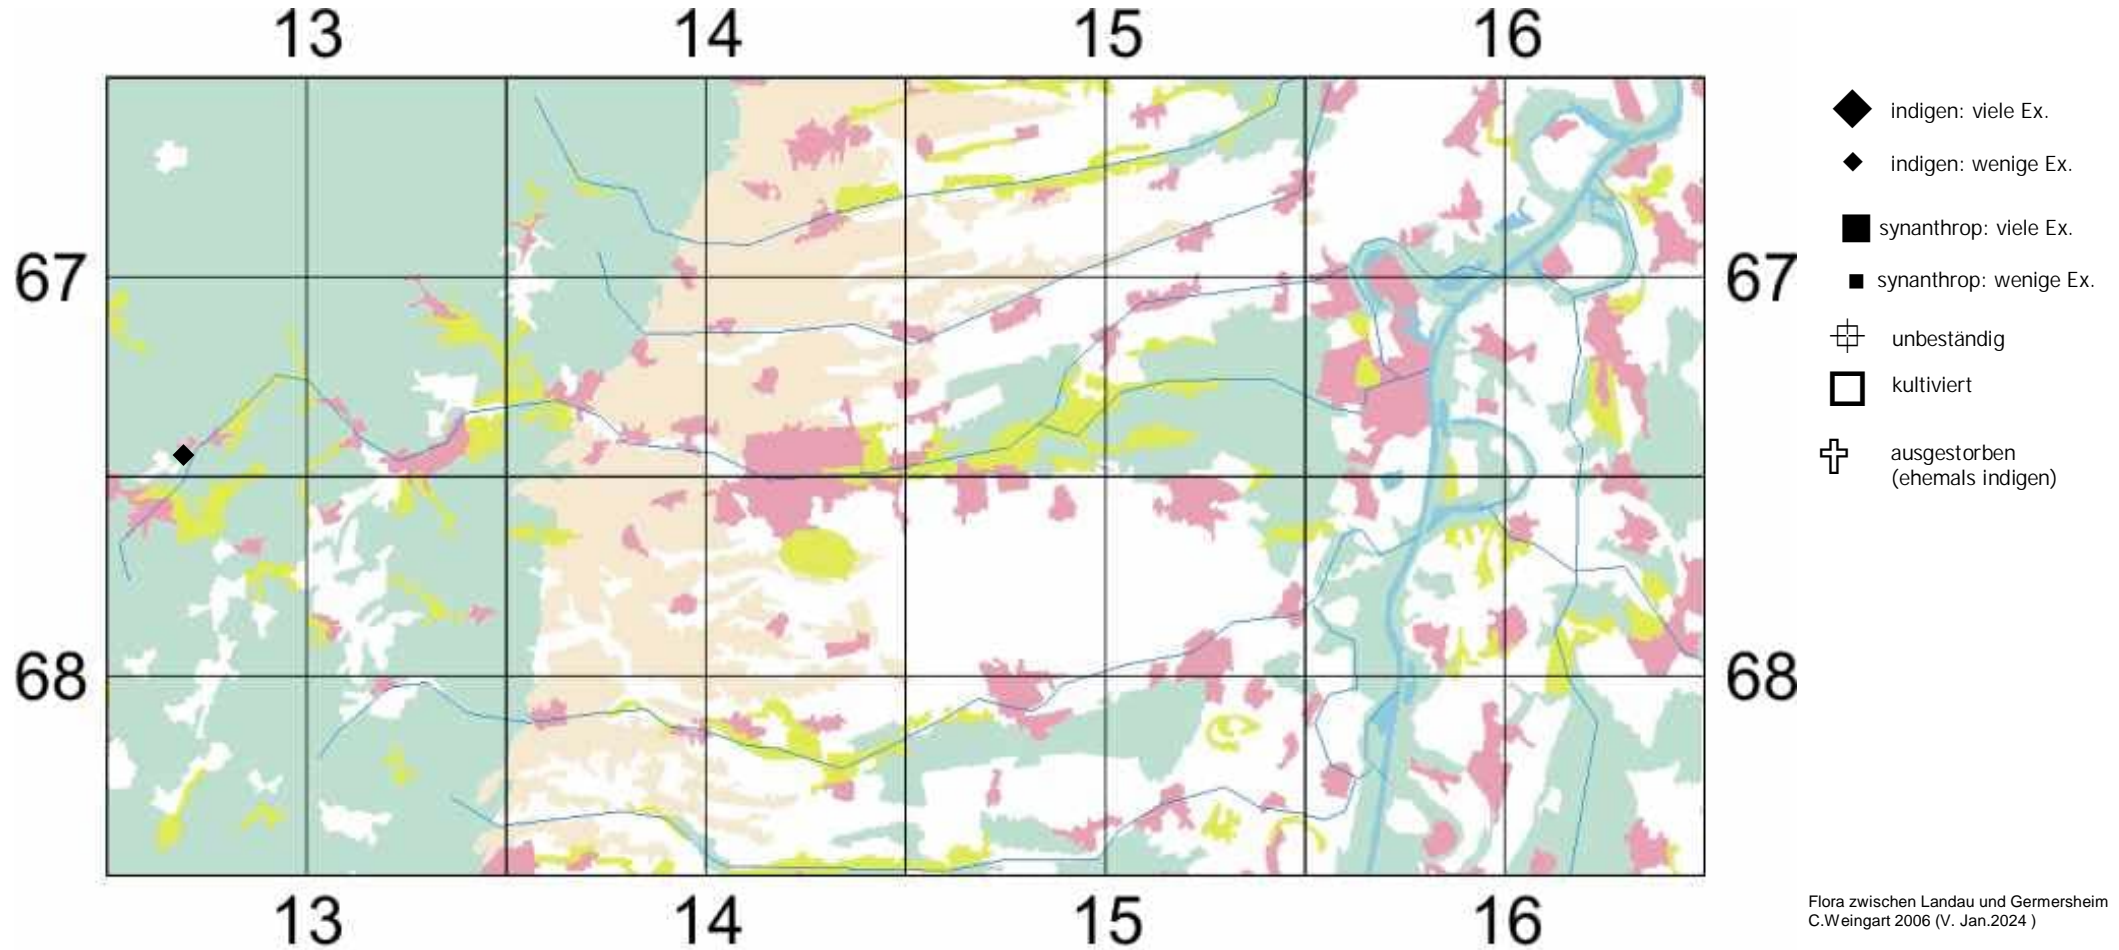 13 14 15 16
67 67
68 68
13 14 15 16
indigen: viele Ex.
indigen: wenige Ex.
synanthrop: viele Ex.
synanthrop: wenige Ex.
unbeständig
kultiviert
ausgestorben
(ehemals indigen)
Flora zwischen Landau und Germersheim
C.Weingart 2006 (V. Jan.2024 )